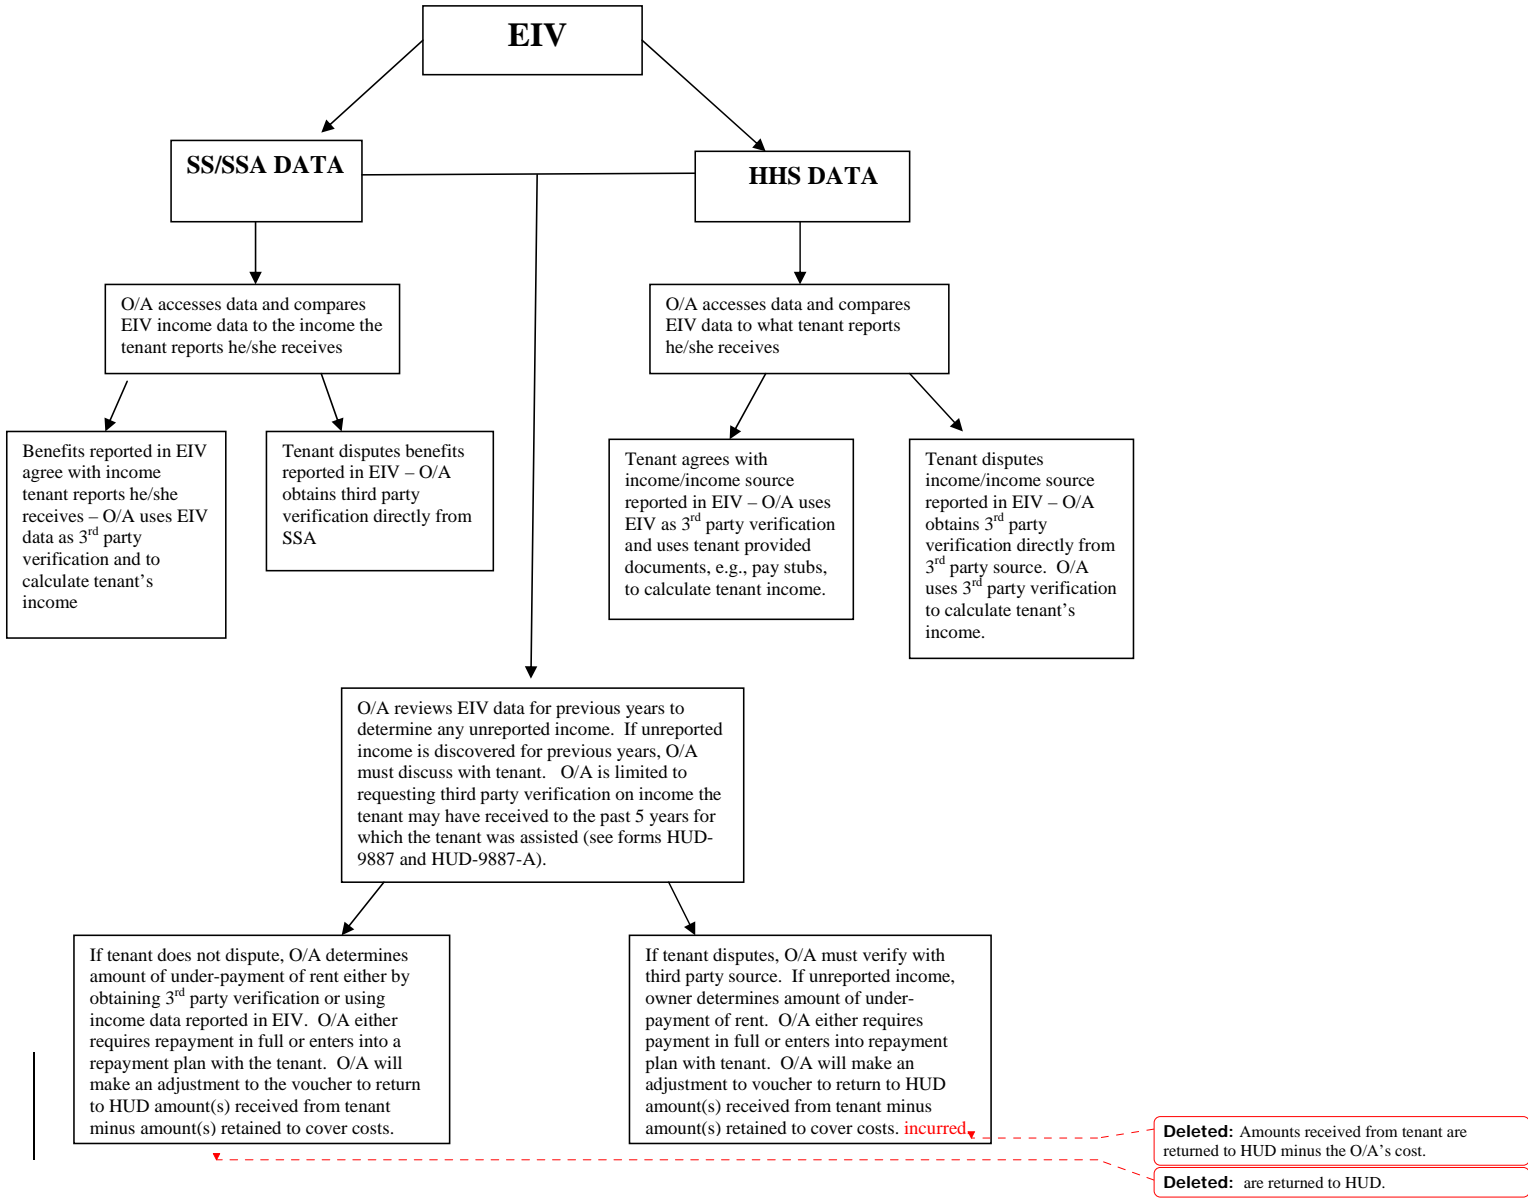 EIV
SS/SSA DATA
HHS DATA
O/A accesses data and compares
EIV income data to the income the
tenant reports he/she receives
O/A accesses data and compares
EIV data to what tenant reports
he/she receives
Benefits reported in EIV
agree with income
tenant reports he/she
receives – O/A uses EIV
data as 3rd party
verification and to
calculate tenant’s
income
Tenant disputes benefits
reported in EIV – O/A
obtains third party
verification directly from
SSA
Tenant agrees with
income/income source
reported in EIV – O/A uses
EIV as 3rd party verification
and uses tenant provided
documents, e.g., pay stubs,
to calculate tenant income.
Tenant disputes
income/income source
reported in EIV – O/A
obtains 3rd party
verification directly from
3rd party source.  O/A
uses 3rd party verification
to calculate tenant’s
income.
O/A reviews EIV data for previous years to
determine any unreported income.  If unreported
income is discovered for previous years, O/A
must discuss with tenant.   O/A is limited to
requesting third party verification on income the
tenant may have received to the past 5 years for
which the tenant was assisted (see forms HUD-
9887 and HUD-9887-A).
If tenant does not dispute, O/A determines
amount of under-payment of rent either by
obtaining 3rd party verification or using
income data reported in EIV.  O/A either
requires repayment in full or enters into a
repayment plan with the tenant.  O/A will
make an adjustment to the voucher to return
to HUD amount(s) received from tenant
minus amount(s) retained to cover costs.
If tenant disputes, O/A must verify with
third party source.  If unreported income,
owner determines amount of under-
payment of rent.  O/A either requires
payment in full or enters into repayment
plan with tenant.  O/A will make an
adjustment to voucher to return to HUD
amount(s) received from tenant minus
amount(s) retained to cover costs. incurred
Deleted: Amounts received from tenant are
returned to HUD minus the O/A’s cost.
Deleted:  are returned to HUD.